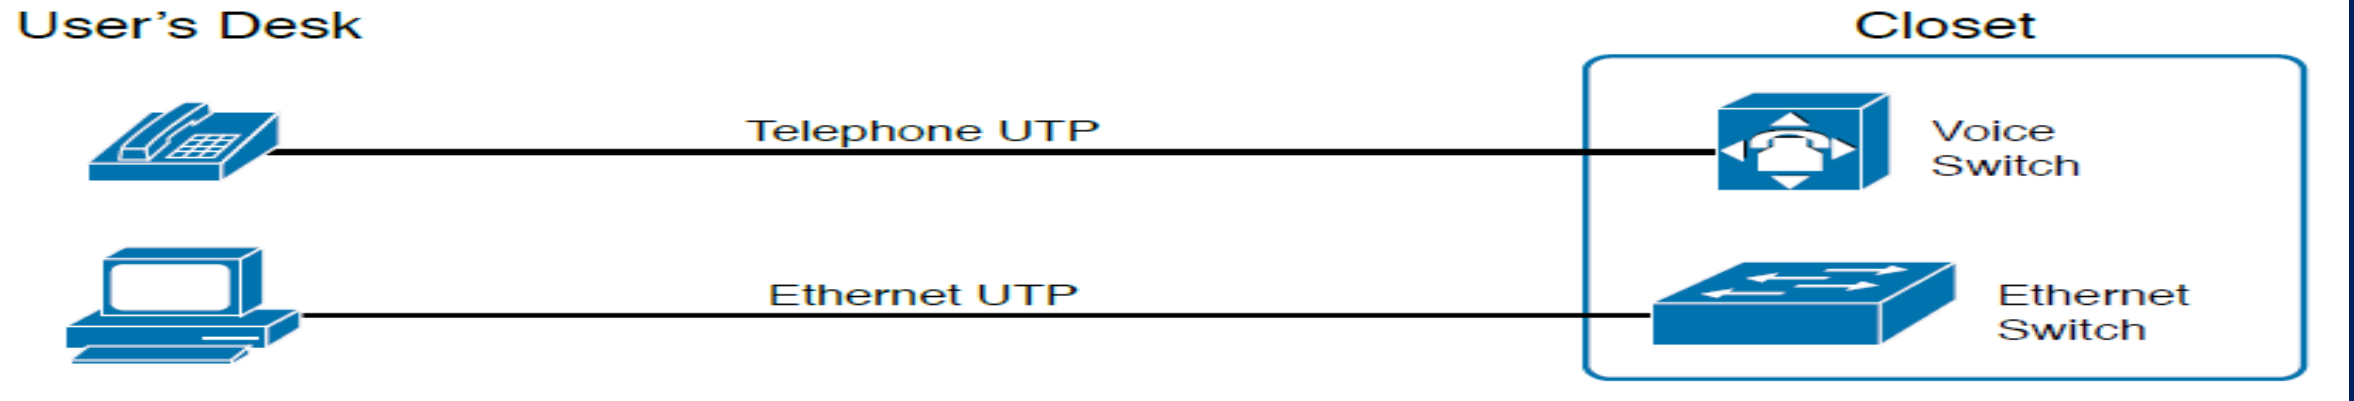 User's Desk
Closet
Telephone UTP
Voice
Switch
Ethernet UTP
Ethernet
Switch